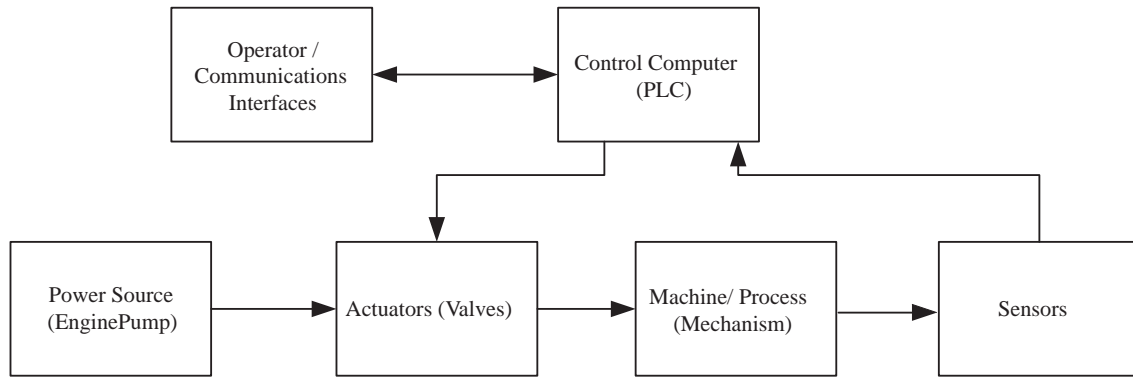 Operator /
Communications
Interfaces
Control Computer
(PLC)
Power Source
(EnginePump)
Actuators (Valves)
Machine/ Process
(Mechanism)
Sensors